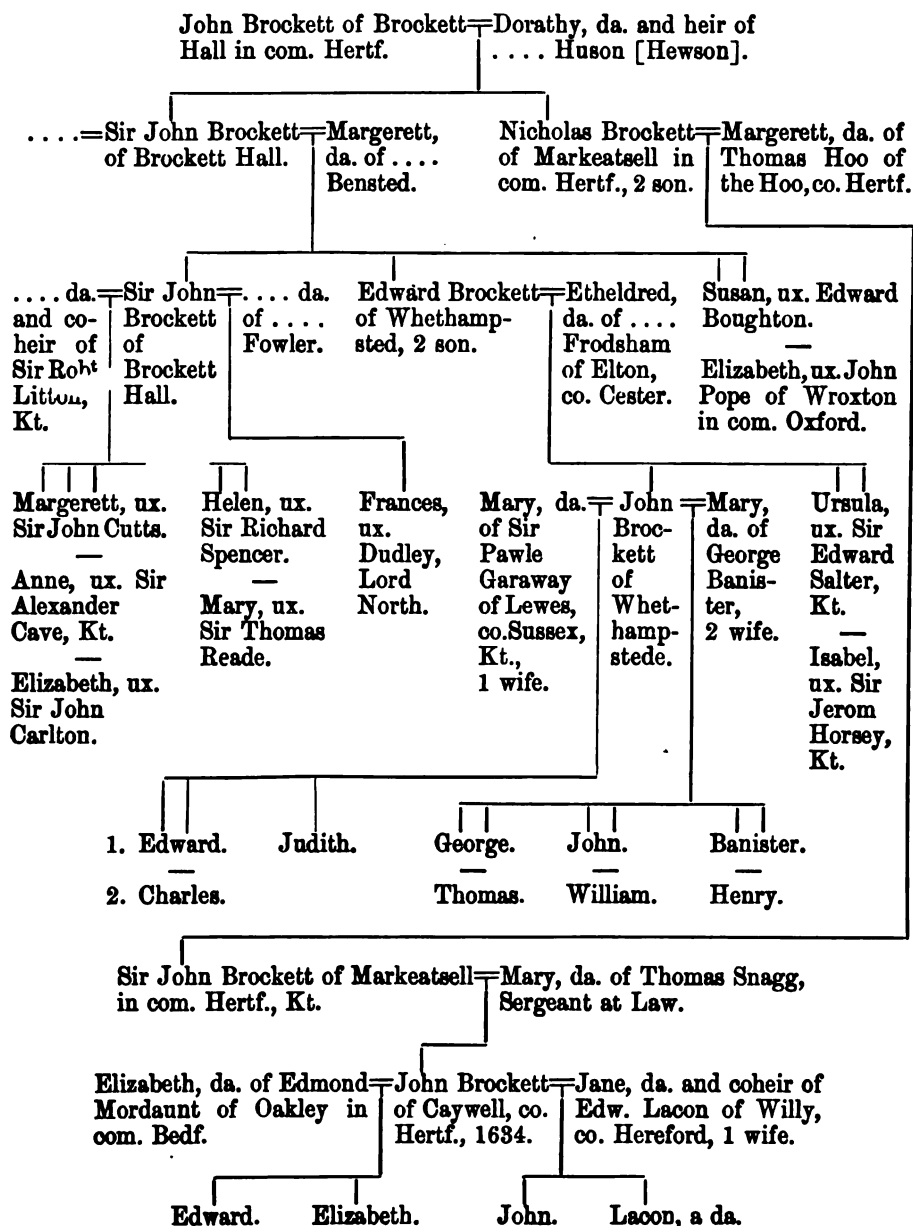 John Brockett of Brockett=Dorathy, da. and heir of
Hall in com. Hertf. .... Huson [Hewson].
....=Sir John Brockett=Margerett,
of Brockett Hall. da. of ....
Bensted.
Nicholas Brockett=Margerett, da. of
of Markeatsell in Thomas Hoo of
com. Hertf., 2 son. the Hoo, co. Hertf.
.... da.=Sir John=.... da.
and co- Brockett of ....
heir of of Fowler.
Sir Robt Brockett
Litton, Hall.
Kt.
Edward Brockett=Etheldred,
of Whethamp- da. of ....
sted, 2 son. Frodsham
of Elton,
co. Cester.
Susan, ux. Edward
Boughton.
—
Elizabeth, ux. John
Pope of Wroxton
in com. Oxford.
Margerett, ux.
Sir John Cutts.
—
Anne, ux. Sir
Alexander
Cave, Kt.
—
Elizabeth, ux.
Sir John
Carlton.
Helen, ux.
Sir Richard
Spencer.
—
Mary, ux.
Sir Thomas
Reade.
Frances,
ux.
Dudley,
Lord
North.
Mary, da.=John=Mary,
of Sir Broc- da. of
Pawle kett George
Garaway of Banis-
of Lewes, Whet- ter,
co. Sussex, hamp- 2 wife.
Kt., stede.
1 wife.
Ursula,
ux. Sir
Edward
Salter,
Kt.
—
Isabel,
ux. Sir
Jerom
Horsey,
Kt.
1. Edward. Judith. George. John. Banister.
— — — —
2. Charles. Thomas. William. Henry.
Sir John Brockett of Markeatsell=Mary, da. of Thomas Snagg,
in com. Hertf., Kt. Sergeant at Law.
Elizabeth, da. of Edmond=John Brockett=Jane, da. and coheir of
Mordaunt of Oakley in of Caywell, co. Edw. Lacon of Willy,
com. Bedf. Hertf., 1634. co. Hereford, 1 wife.
Edward. Elizabeth. John. Lacon, a da.